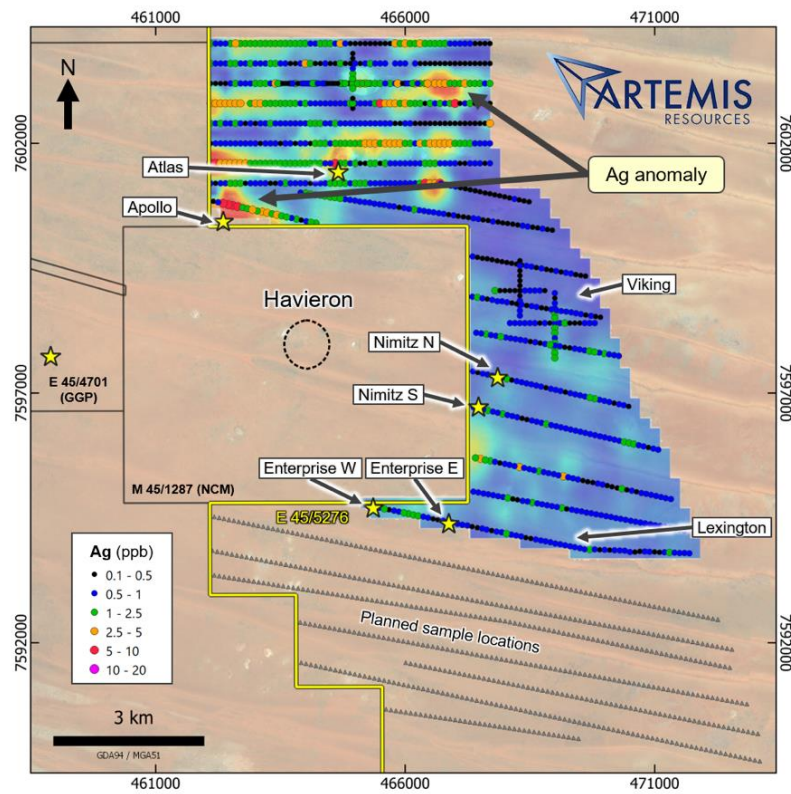 461000 466000 471000
N
ARTEMIS
RESOURCES
7602000
7602000
Atlas
Ag anomaly
Apollo
Havieron
Viking
Nimitz N
E 45/4701
(GGP)
7597000
7597000
Nimitz S
Enterprise W Enterprise E
M 45/1287 (NCM)
E 45/5276
Lexington
Ag (ppb)
0.1 - 0.5
0.5 - 1
1 - 2.5
2.5 - 5
5 - 10
10 - 20
Planned sample locations
7592000
7592000
3 km
GDA94 / MGA51
461000 466000 471000